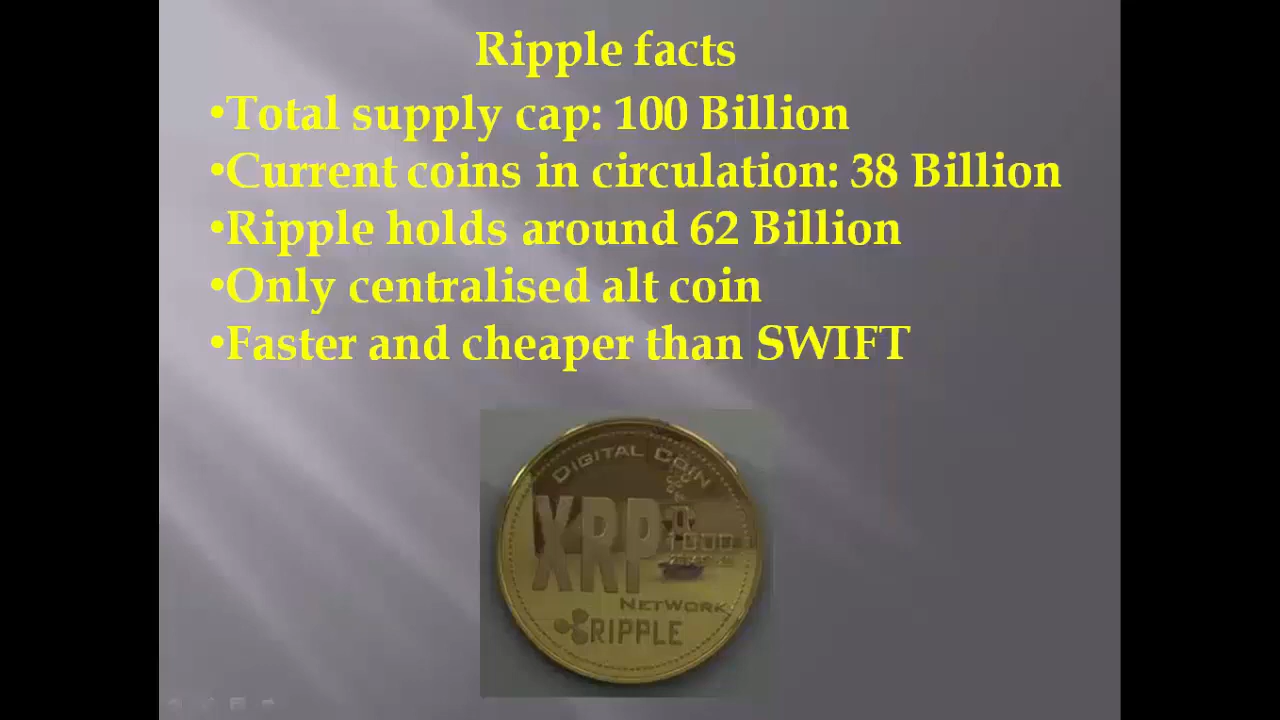 Ripple facts
•Total supply cap: 100 Billion
•Current coins in circulation: 38 Billion
•Ripple holds around 62 Billion
•Only centralised alt coin
•Faster and cheaper than SWIFT
DIGITAL COIN
XRP
1000
NETWORK
RIPPLE